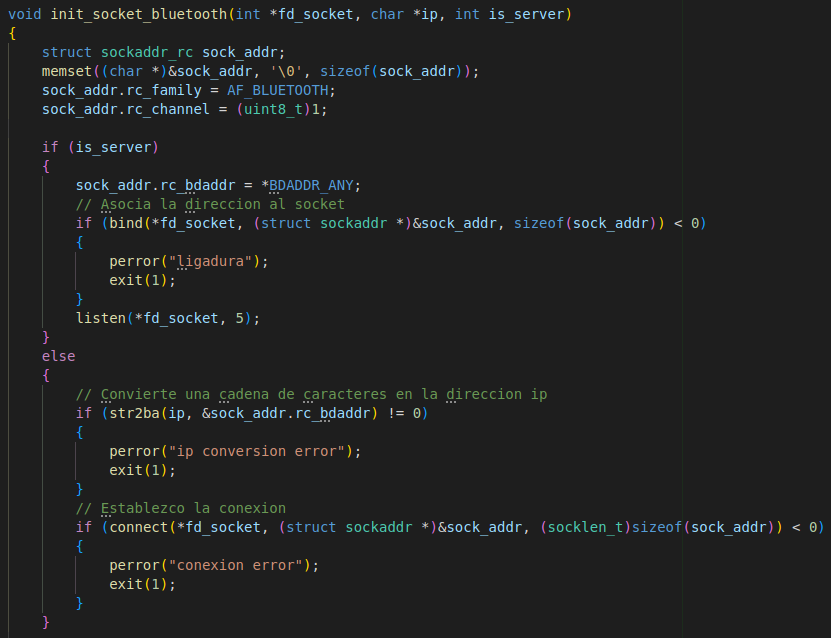 void init_socket_bluetooth(int *fd_socket, char *ip, int is_server)
{
    struct sockaddr_rc sock_addr;
    memset((char *)&sock_addr, '\0', sizeof(sock_addr));
    sock_addr.rc_family = AF_BLUETOOTH;
    sock_addr.rc_channel = (uint8_t)1;

    if (is_server)
    {
        sock_addr.rc_bdaddr = *BDADDR_ANY;
        // Asocia la direccion al socket
        if (bind(*fd_socket, (struct sockaddr *)&sock_addr, sizeof(sock_addr)) < 0)
        {
            perror("ligadura");
            exit(1);
        }
        listen(*fd_socket, 5);
    }
    else
    {
        // Convierte una cadena de caracteres en la direccion ip
        if (str2ba(ip, &sock_addr.rc_bdaddr) != 0)
        {
            perror("ip conversion error");
            exit(1);
        }
        // Establezco la conexion
        if (connect(*fd_socket, (struct sockaddr *)&sock_addr, (socklen_t)sizeof(sock_addr)) < 0)
        {
            perror("conexion error");
            exit(1);
        }
    }